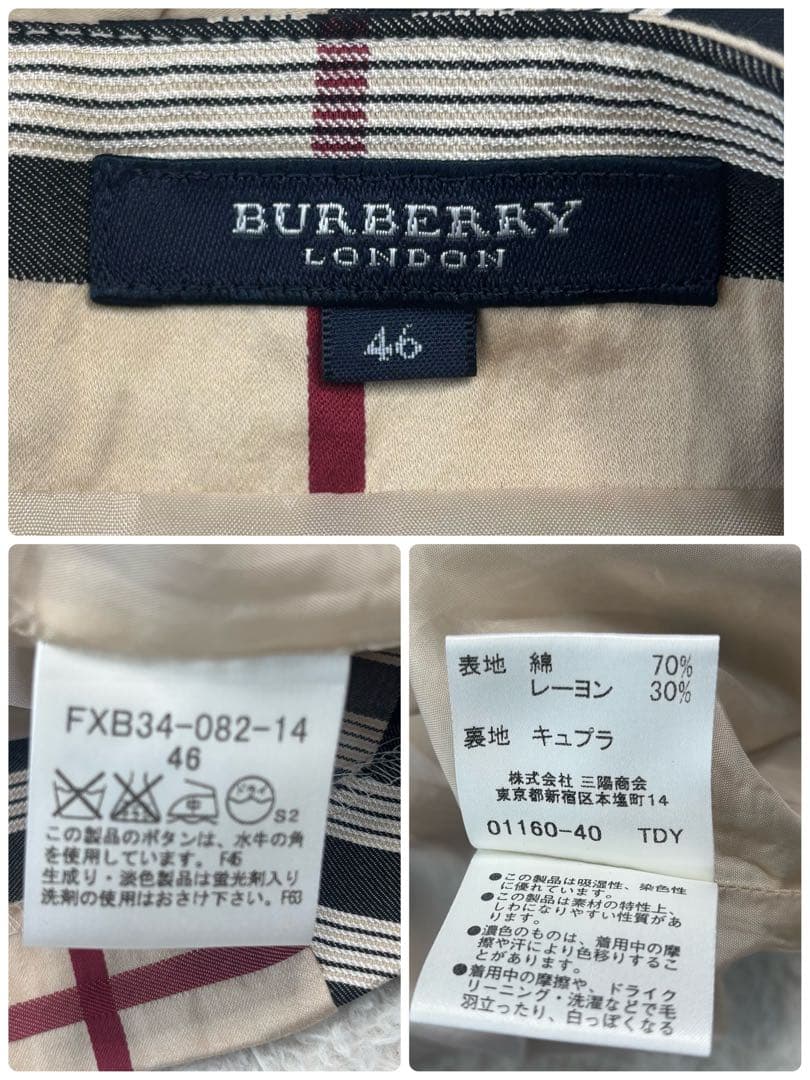 BURBERRY
LONDON
46
FXB34-082-14
46
中
ドライ
S2
この製品のボタンは、水牛の角
を使用しています。 F45
生成り・淡色製品は蛍光剤入り
洗剤の使用はおさけ下さい。F63
表地 綿 70%
レーヨン 30%
裏地 キュプラ
株式会社 三陽商会
東京都新宿区本塩町14
01160-40 TDY
●この製品は吸湿性、染色性
に優れています。
●この製品は素材の特性上、
しわになりやすい性質があ
ります。
●濃色のものは、着用中の摩
擦や汗により色移りするこ
とがあります。
●着用中の摩擦や、ドライク
リーニング・洗濯などで毛
羽立ったり、白っぽくなる